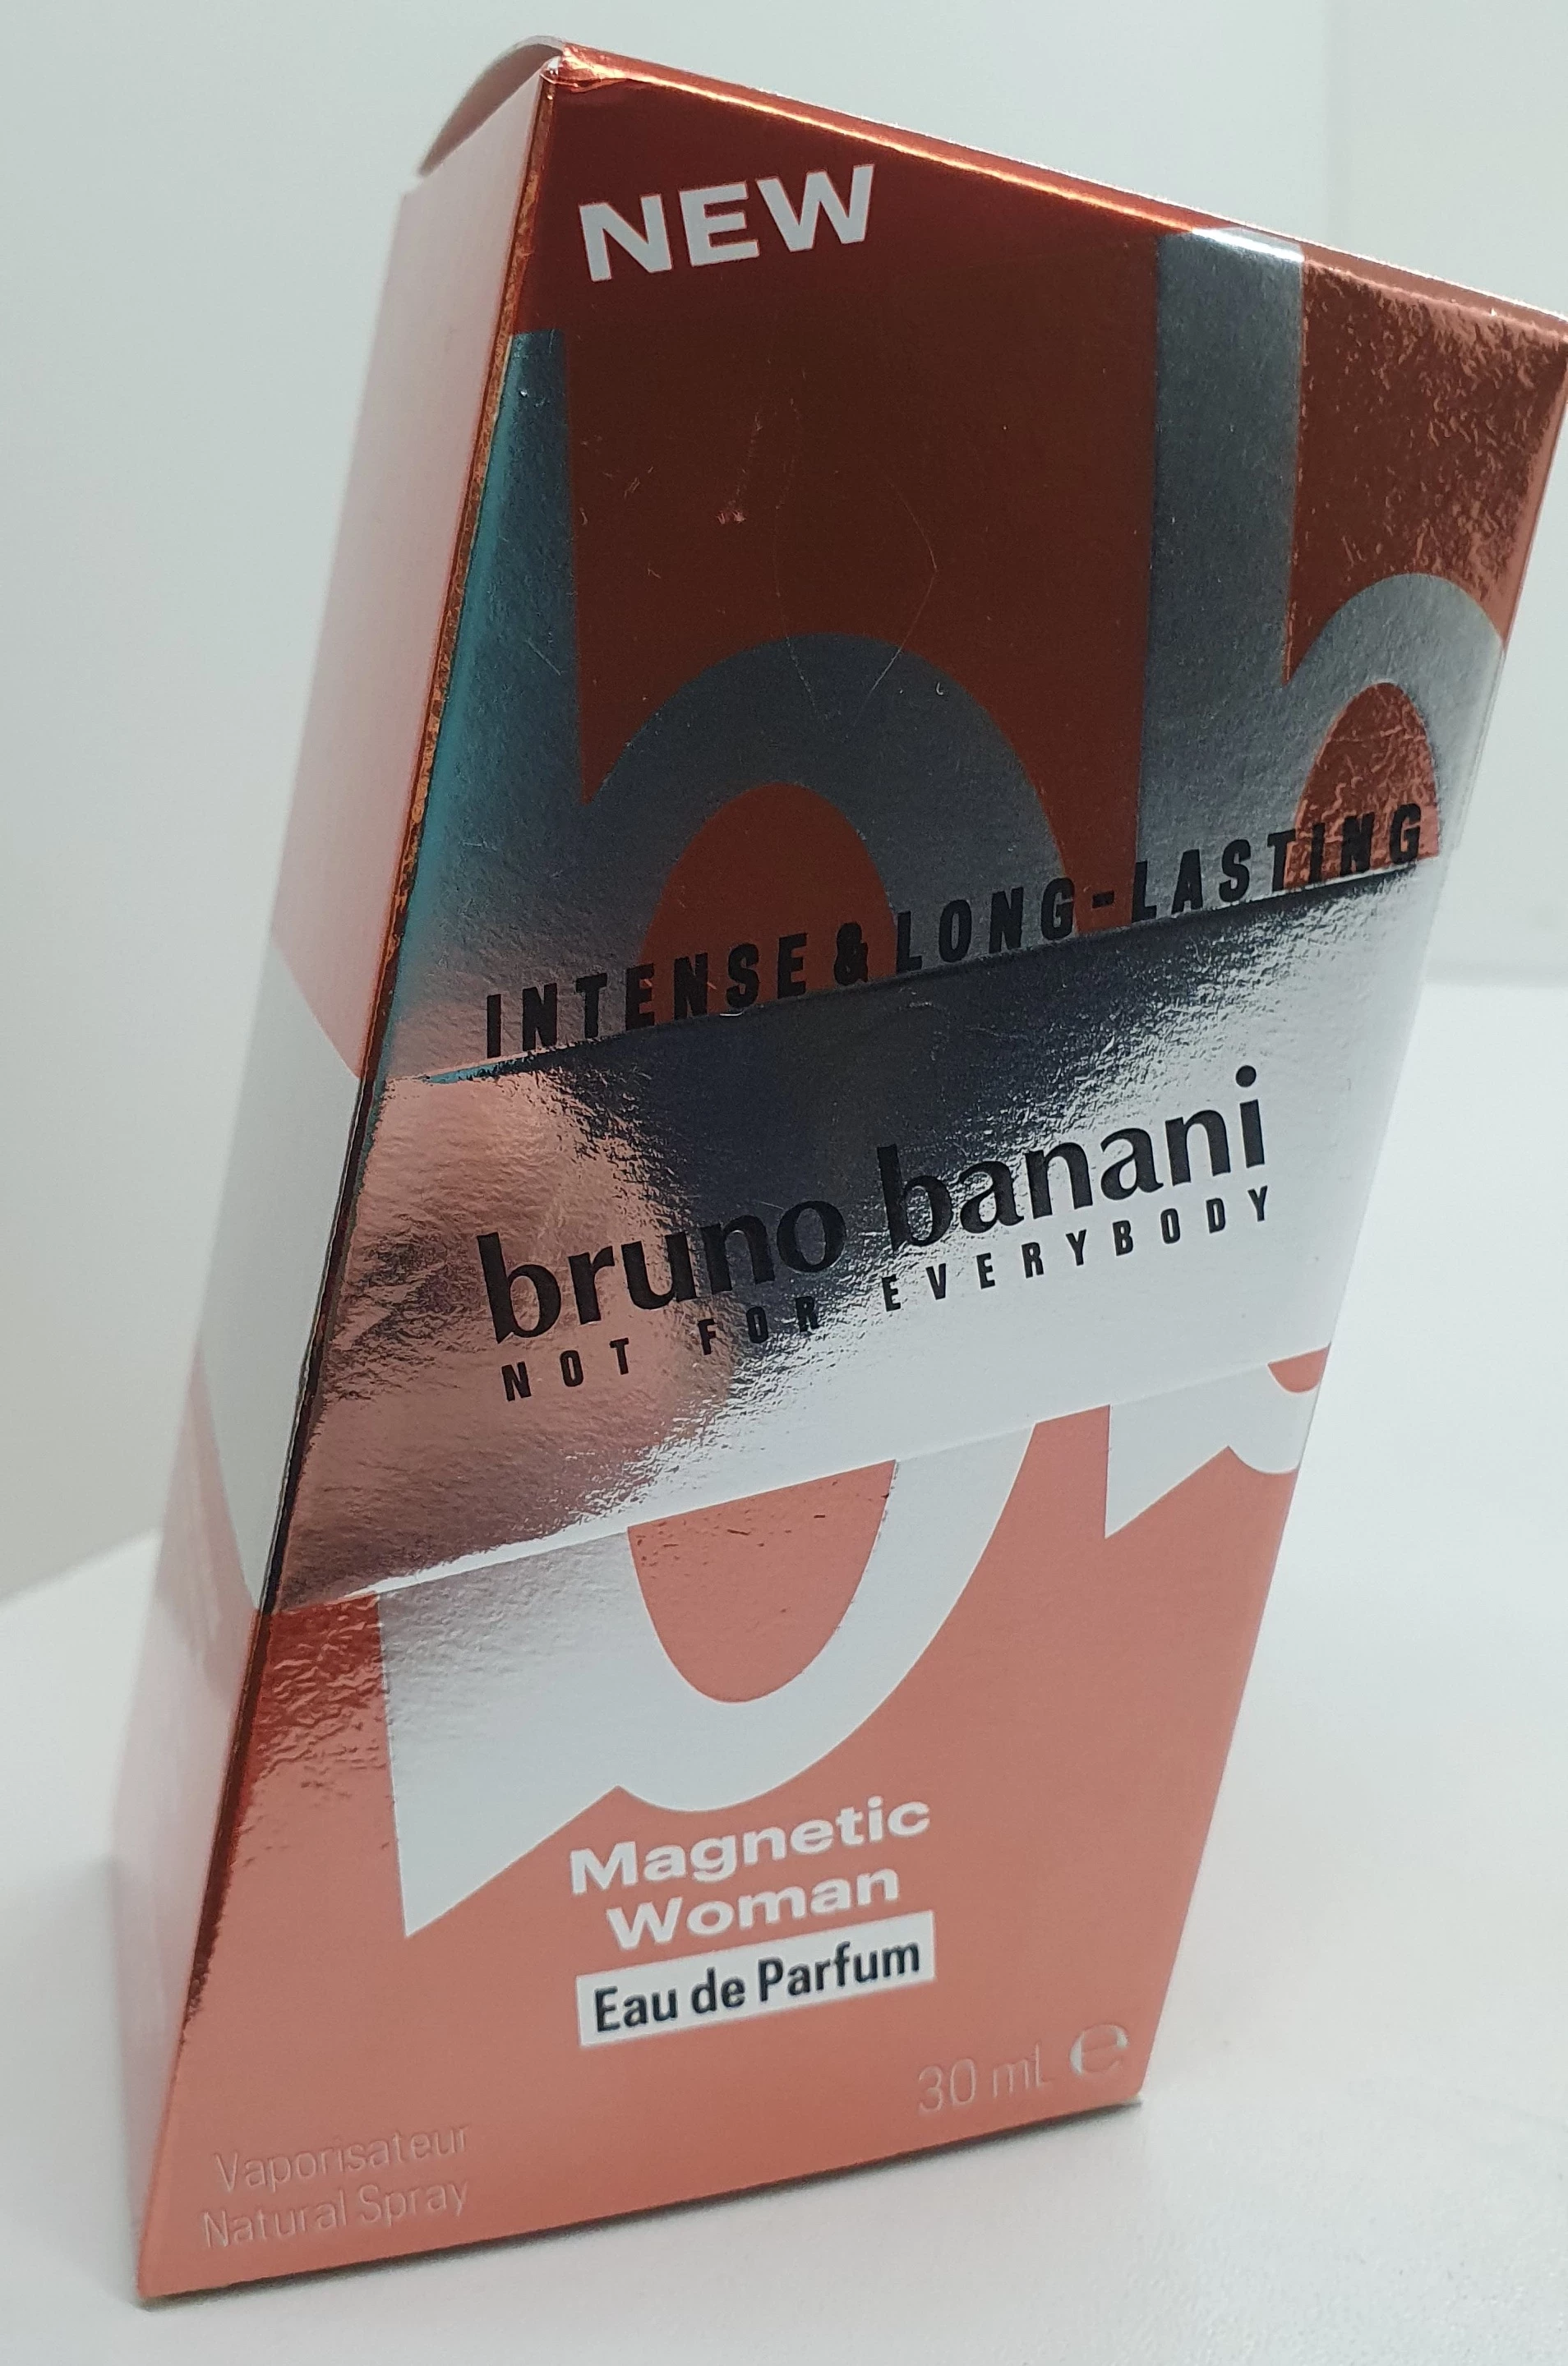 NEW
INTENSE & LONG-LASTING
bruno banani
NOT FOR EVERYBODY
Magnetic
Woman
Eau de Parfum
30 mL ℮
Vaporisateur
Natural Spray